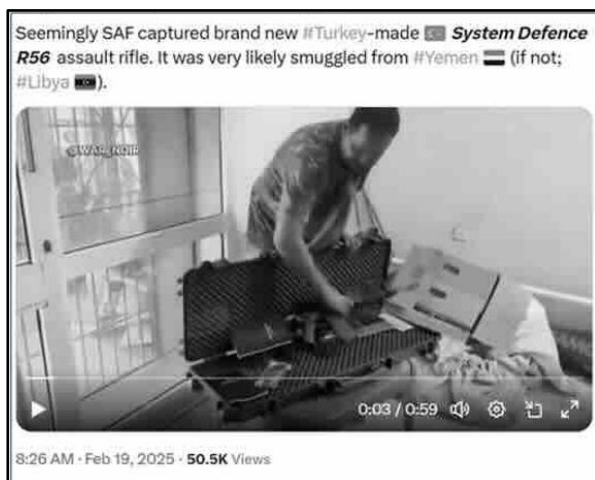 Seemingly SAF captured brand new #Turkey-made System Defence
R56 assault rifle. It was very likely smuggled from #Yemen (if not;
#Libya ).
@WAR_NOIR
0:03 / 0:59
8:26 AM · Feb 19, 2025 · 50.5K Views